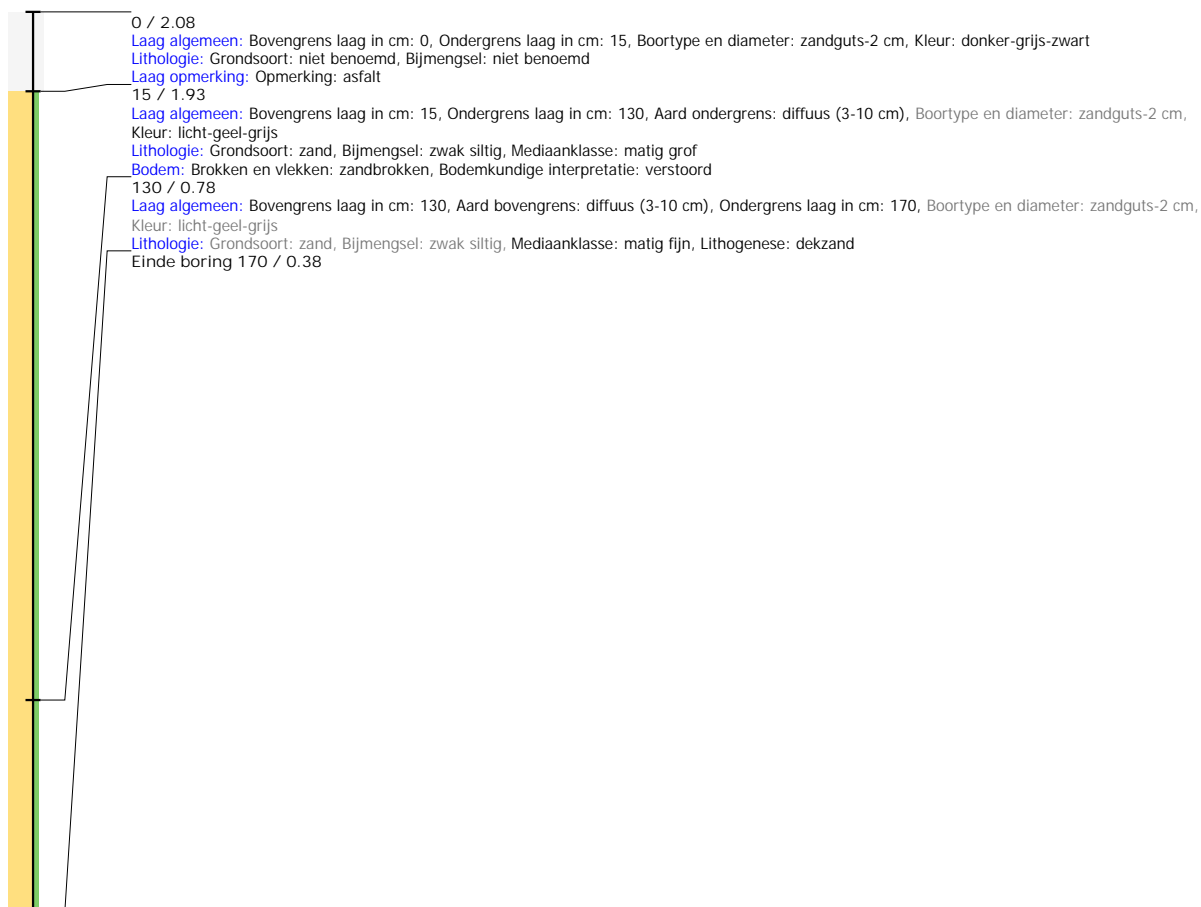 0 / 2.08
Laag algemeen: Bovengrens laag in cm: 0, Ondergrens laag in cm: 15, Boortype en diameter: zandguts-2 cm, Kleur: donker-grijs-zwart
Lithologie: Grondsoort: niet benoemd, Bijmengsel: niet benoemd
Laag opmerking: Opmerking: asfalt
15 / 1.93
Laag algemeen: Bovengrens laag in cm: 15, Ondergrens laag in cm: 130, Aard ondergrens: diffuus (3-10 cm), Boortype en diameter: zandguts-2 cm,
Kleur: licht-geel-grijs
Lithologie: Grondsoort: zand, Bijmengsel: zwak siltig, Mediaanklasse: matig grof
Bodem: Brokken en vlekken: zandbrokken, Bodemkundige interpretatie: verstoord
130 / 0.78
Laag algemeen: Bovengrens laag in cm: 130, Aard bovengrens: diffuus (3-10 cm), Ondergrens laag in cm: 170, Boortype en diameter: zandguts-2 cm,
Kleur: licht-geel-grijs
Lithologie: Grondsoort: zand, Bijmengsel: zwak siltig, Mediaanklasse: matig fijn, Lithogenese: dekzand
Einde boring 170 / 0.38